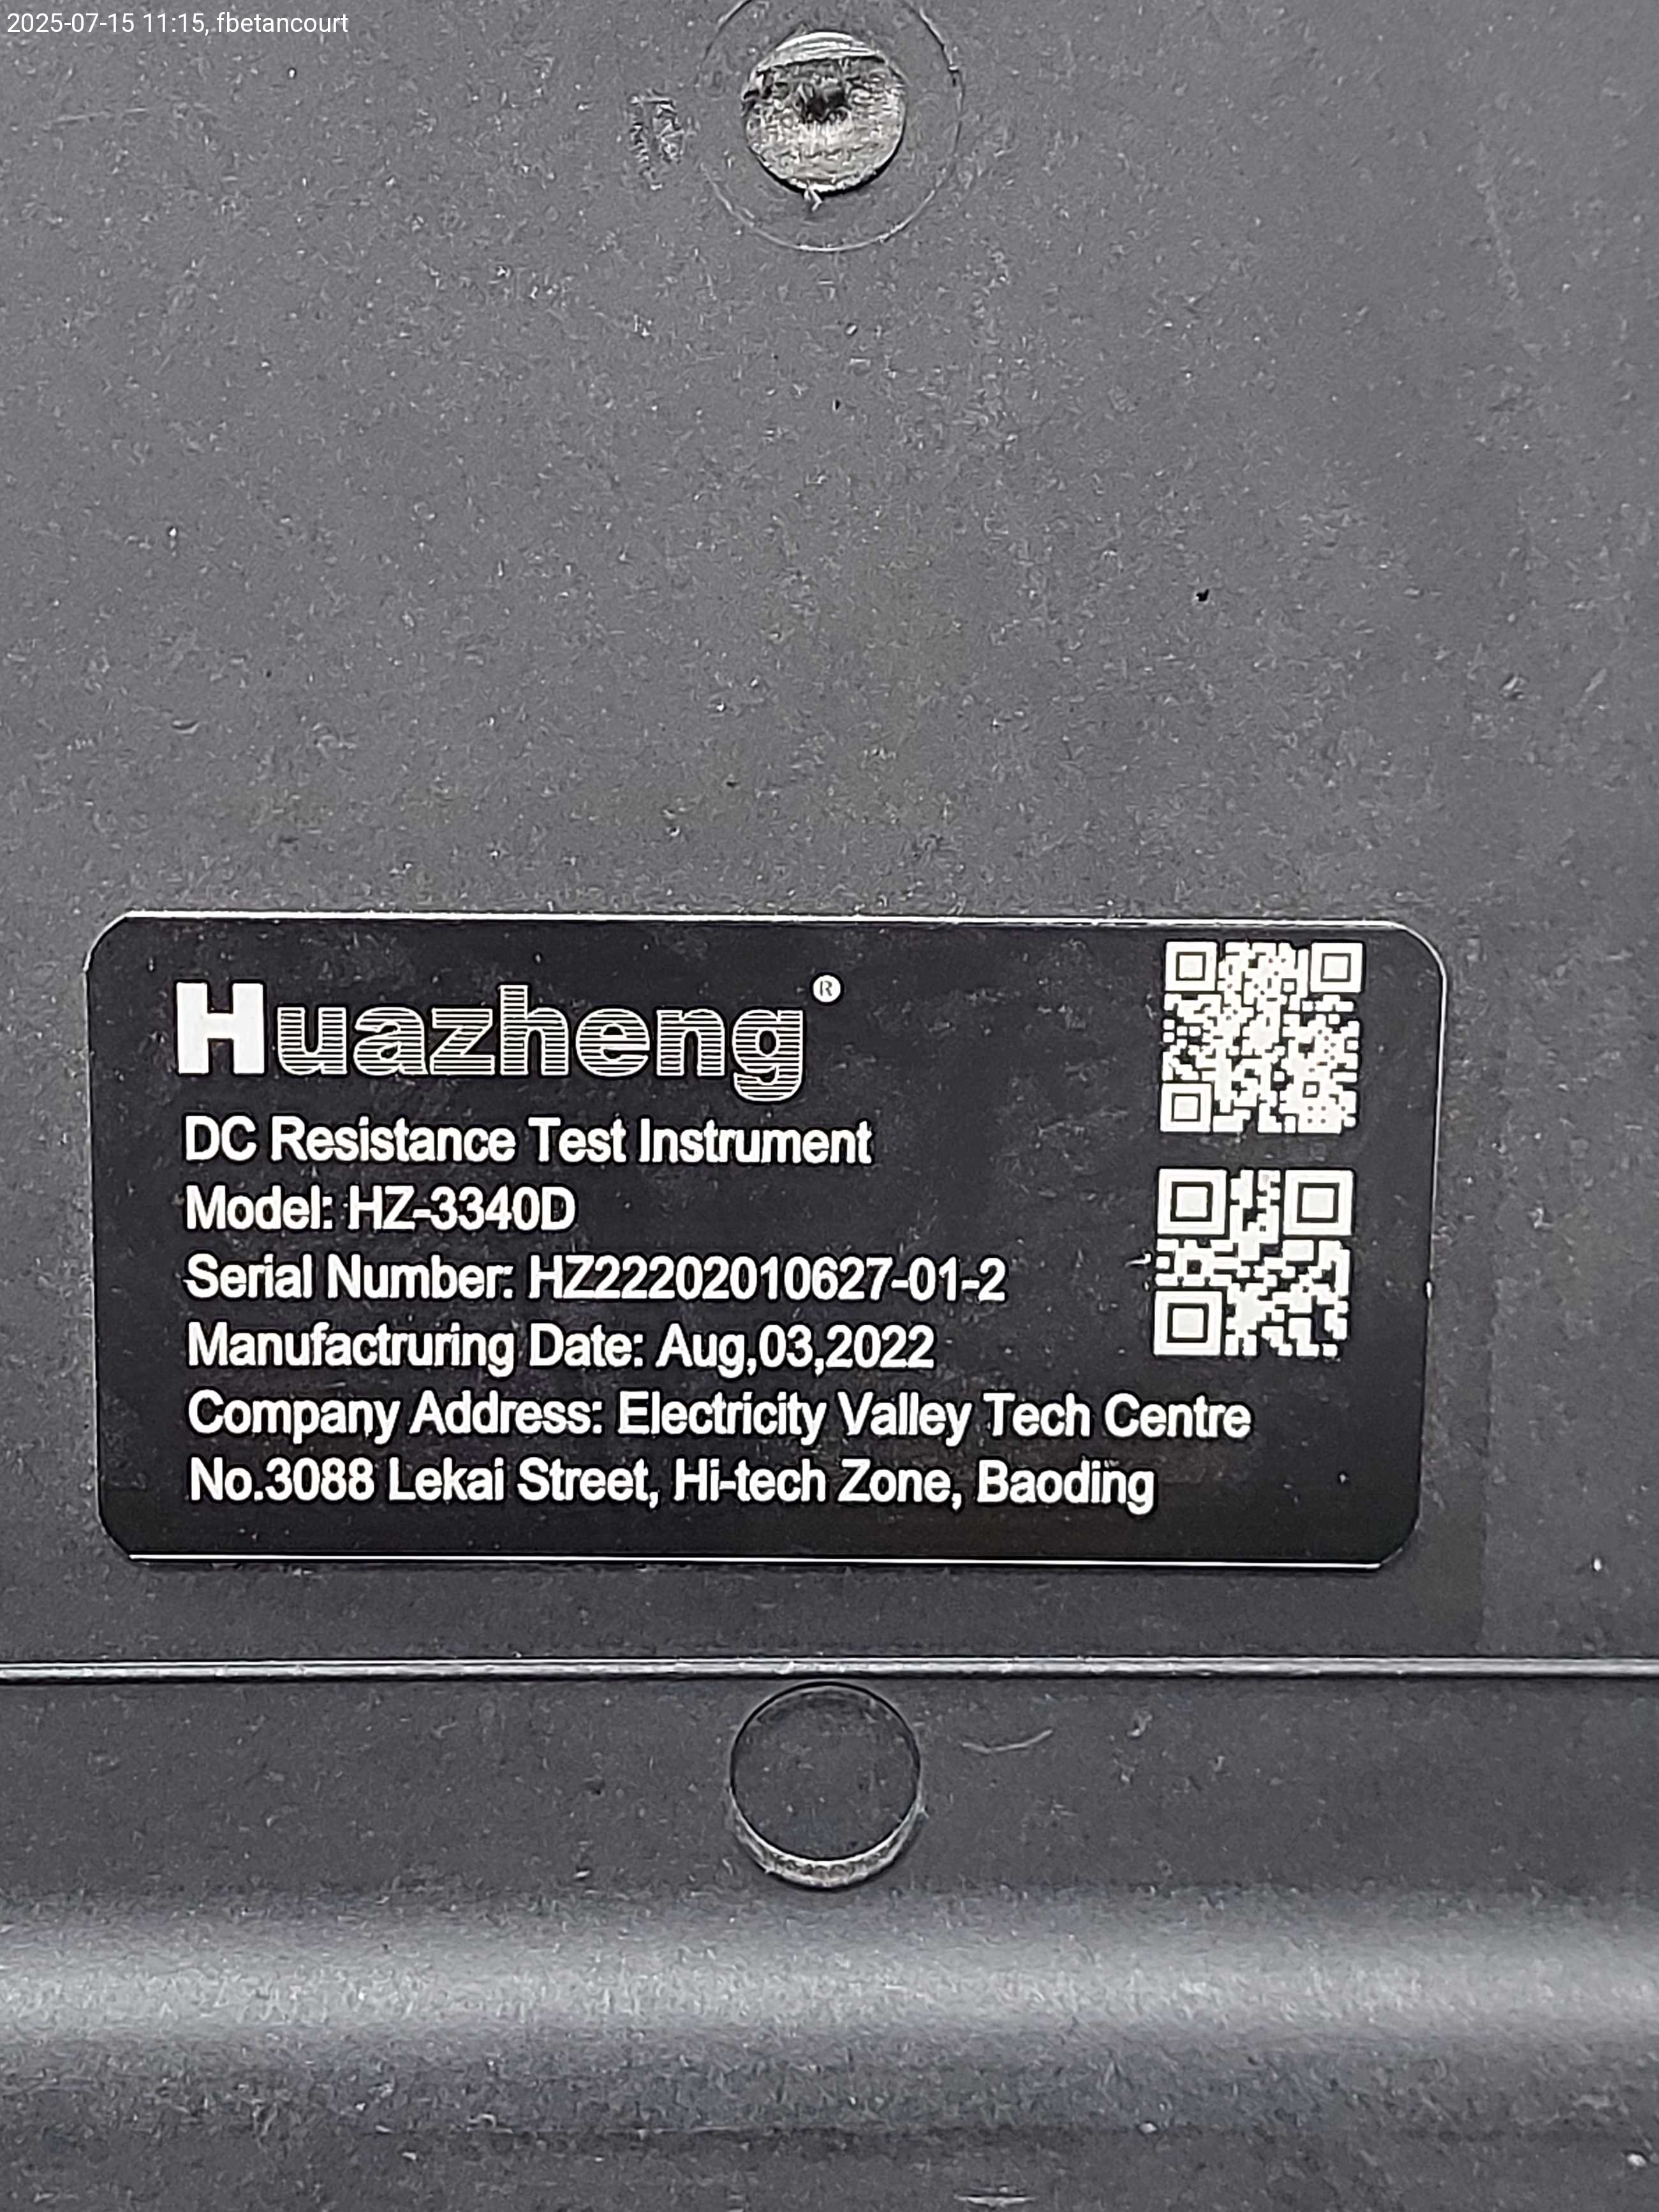 2025-07-15 11:15, fbetancourt
Huazheng®
DC Resistance Test Instrument
Model: HZ-3340D
Serial Number: HZ22202010627-01-2
Manufactruring Date: Aug,03,2022
Company Address: Electricity Valley Tech Centre
No.3088 Lekai Street, Hi-tech Zone, Baoding